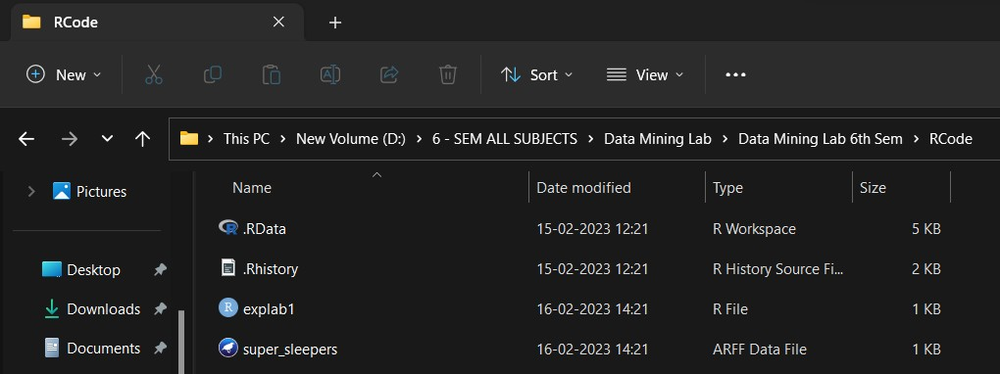 RCode
New Sort View
This PC New Volume (D:) 6 - SEM ALL SUBJECTS Data Mining Lab Data Mining Lab 6th Sem RCode
Pictures
Desktop
Downloads
Documents
Name Date modified Type Size
.RData 15-02-2023 12:21 R Workspace 5 KB
.Rhistory 15-02-2023 12:21 R History Source Fi... 2 KB
explab1 16-02-2023 14:21 R File 1 KB
super_sleepers 16-02-2023 14:21 ARFF Data File 1 KB